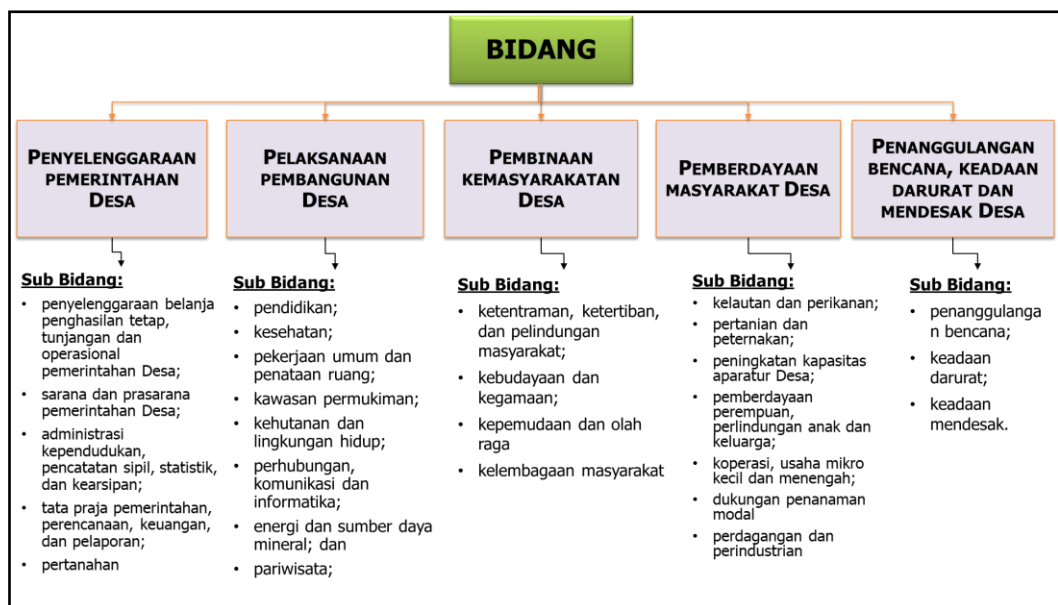 BIDANG
PENYELENGGARAAN
PEMERINTAHAN
DESA
Sub Bidang:
• penyelenggaraan belanja
penghasilan tetap,
tunjangan dan
operasional
pemerintahan Desa;
• sarana dan prasarana
pemerintahan Desa;
• administrasi
kependudukan,
pencatatan sipil, statistik,
dan kearsipan;
• tata praja pemerintahan,
perencanaan, keuangan,
dan pelaporan;
• pertanahan
PELAKSANAAN
PEMBANGUNAN
DESA
Sub Bidang:
• pendidikan;
• kesehatan;
• pekerjaan umum dan
penataan ruang;
• kawasan permukiman;
• kehutanan dan
lingkungan hidup;
• perhubungan,
komunikasi dan
informatika;
• energi dan sumber daya
mineral; dan
• pariwisata;
PEMBINAAN
KEMASYARAKATAN
DESA
Sub Bidang:
• ketentraman, ketertiban,
dan pelindungan
masyarakat;
• kebudayaan dan
kegamaan;
• kepemudaan dan olah
raga
• kelembagaan masyarakat
PEMBERDAYAAN
MASYARAKAT DESA
Sub Bidang:
• kelautan dan perikanan;
• pertanian dan
peternakan;
• peningkatan kapasitas
aparatur Desa;
• pemberdayaan
perempuan,
perlindungan anak dan
keluarga;
• koperasi, usaha mikro
kecil dan menengah;
• dukungan penanaman
modal
• perdagangan dan
perindustrian
PENANGGULANGAN
BENCANA, KEADAAN
DARURAT DAN
MENDESAK DESA
Sub Bidang:
• penanggulanga
n bencana;
• keadaan
darurat;
• keadaan
mendesak.